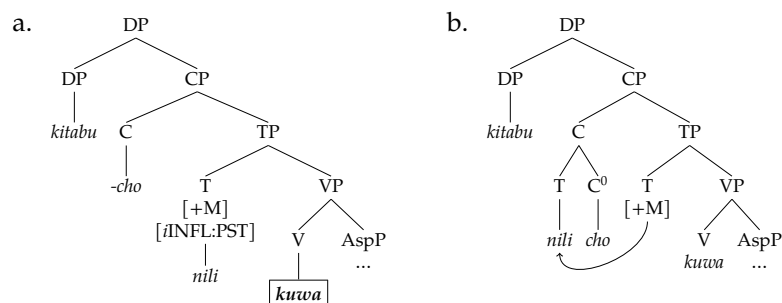 a. DP b. DP
DP CP DP CP
kitabu C TP kitabu C TP
-cho T VP T C⁰ T VP
[+M] [+M]
[iINFL:PST] V AspP nili cho V AspP
... kuwa ...
nili kuwa